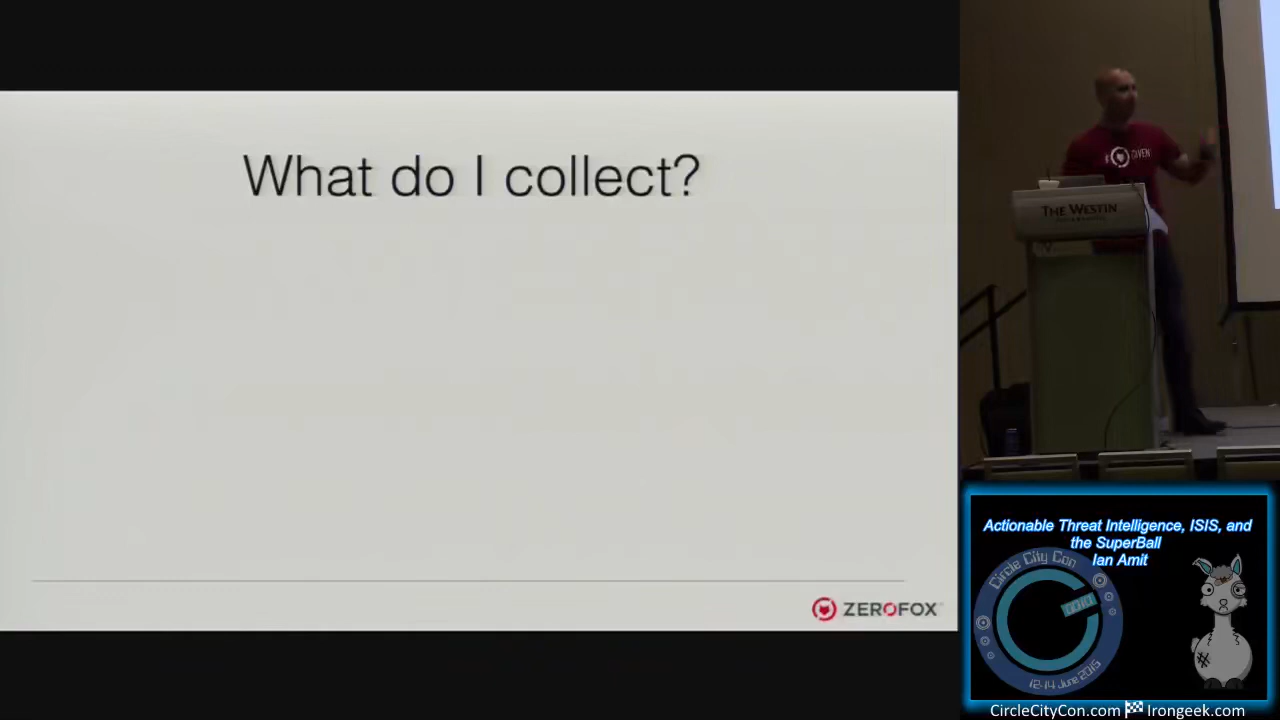 What do I collect?
ZEROFOX
THE WESTIN
Actionable Threat Intelligence, ISIS, and
the SuperBall
Ian Amit
Circle City Con
12-14 June 2015
CircleCityCon.com Irongeek.com